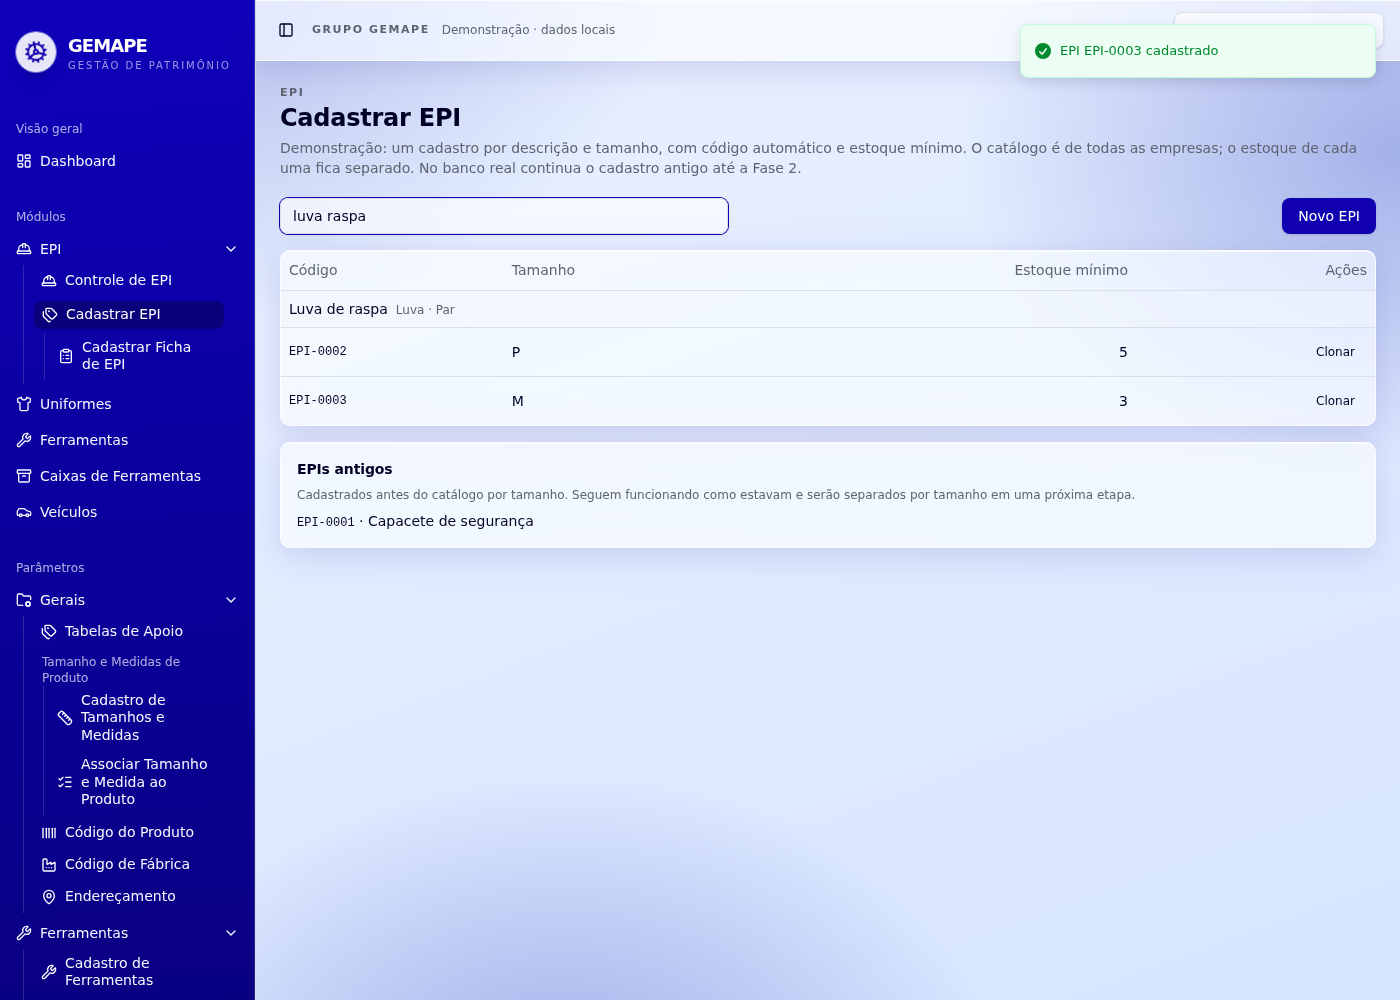 GEMAPE
GESTÃO DE PATRIMÔNIO
Visão geral
Dashboard
Módulos
EPI
Controle de EPI
Cadastrar EPI
Cadastrar Ficha
de EPI
Uniformes
Ferramentas
Caixas de Ferramentas
Veículos
Parâmetros
Gerais
Tabelas de Apoio
Tamanho e Medidas de
Produto
Cadastro de
Tamanhos e
Medidas
Associar Tamanho
e Medida ao
Produto
Código do Produto
Código de Fábrica
Endereçamento
Ferramentas
Cadastro de
Ferramentas
GRUPO GEMAPE Demonstração · dados locais
EPI EPI-0003 cadastrado
EPI
Cadastrar EPI
Demonstração: um cadastro por descrição e tamanho, com código automático e estoque mínimo. O catálogo é de todas as empresas; o estoque de cada
uma fica separado. No banco real continua o cadastro antigo até a Fase 2.
luva raspa
Novo EPI
Código Tamanho Estoque mínimo Ações
Luva de raspa Luva · Par
EPI-0002 P 5 Clonar
EPI-0003 M 3 Clonar
EPIs antigos
Cadastrados antes do catálogo por tamanho. Seguem funcionando como estavam e serão separados por tamanho em uma próxima etapa.
EPI-0001 · Capacete de segurança